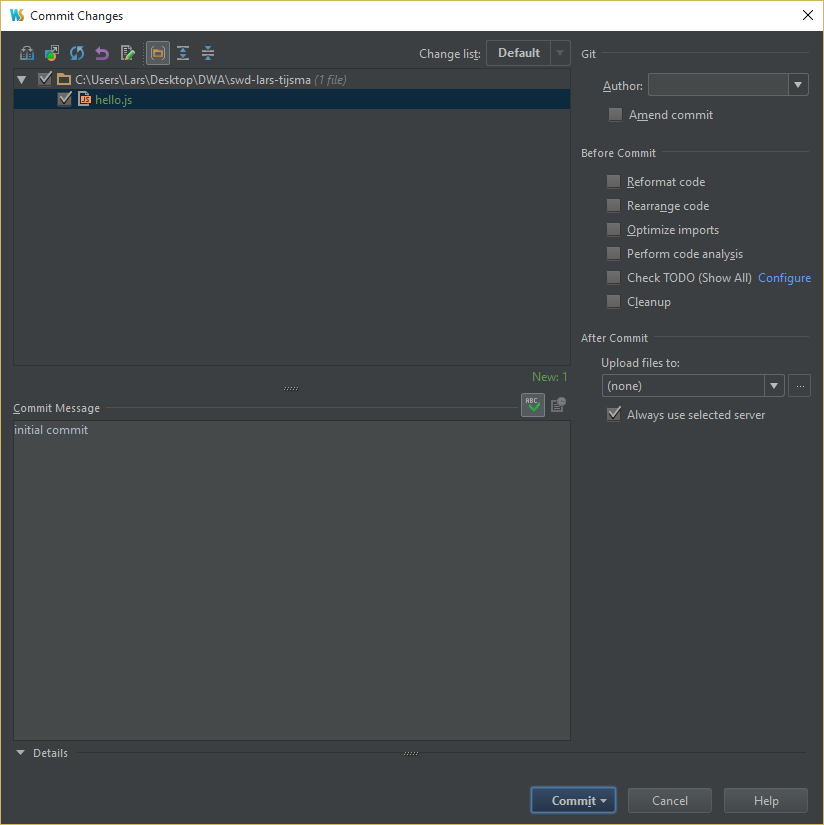 WS Commit Changes
Change list: Default
C:\Users\Lars\Desktop\DWA\swd-lars-tijsma (1 file)
JS hello.js
New: 1
Commit Message
ABC
initial commit
Details
Git
Author:
Amend commit
Before Commit
Reformat code
Rearrange code
Optimize imports
Perform code analysis
Check TODO (Show All) Configure
Cleanup
After Commit
Upload files to:
(none) ...
Always use selected server
Commit Cancel Help